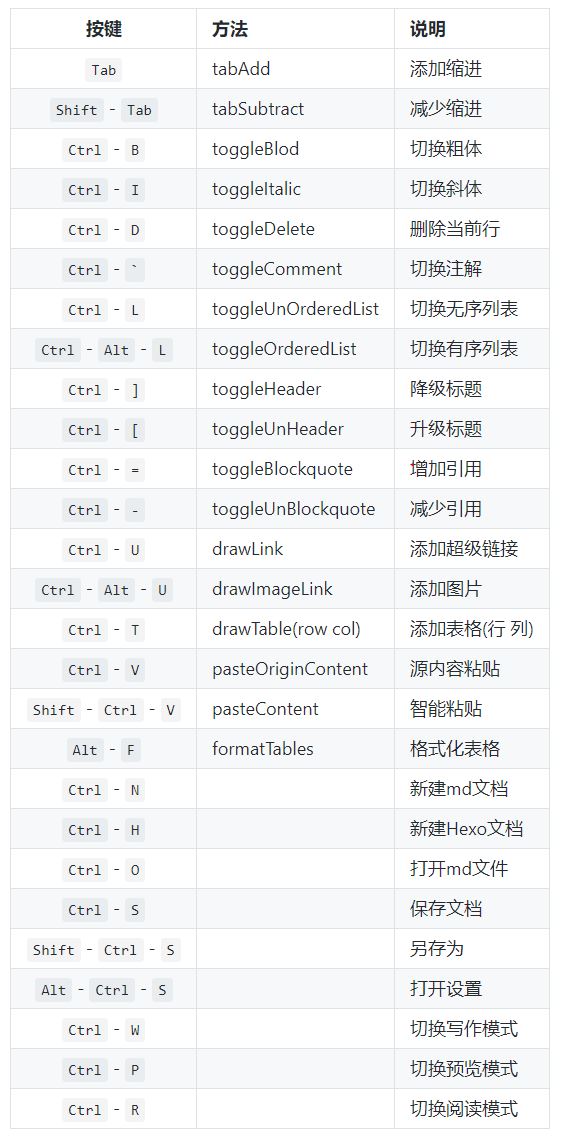 按键 方法 说明
Tab tabAdd 添加缩进
Shift - Tab tabSubtract 减少缩进
Ctrl - B toggleBlod 切换粗体
Ctrl - I toggleItalic 切换斜体
Ctrl - D toggleDelete 删除当前行
Ctrl - ` toggleComment 切换注解
Ctrl - L toggleUnOrderedList 切换无序列表
Ctrl - Alt - L toggleOrderedList 切换有序列表
Ctrl - ] toggleHeader 降级标题
Ctrl - [ toggleUnHeader 升级标题
Ctrl - = toggleBlockquote 增加引用
Ctrl - - toggleUnBlockquote 减少引用
Ctrl - U drawLink 添加超级链接
Ctrl - Alt - U drawImageLink 添加图片
Ctrl - T drawTable(row col) 添加表格(行 列)
Ctrl - V pasteOriginContent 源内容粘贴
Shift - Ctrl - V pasteContent 智能粘贴
Alt - F formatTables 格式化表格
Ctrl - N 新建md文档
Ctrl - H 新建Hexo文档
Ctrl - O 打开md文件
Ctrl - S 保存文档
Shift - Ctrl - S 另存为
Alt - Ctrl - S 打开设置
Ctrl - W 切换写作模式
Ctrl - P 切换预览模式
Ctrl - R 切换阅读模式